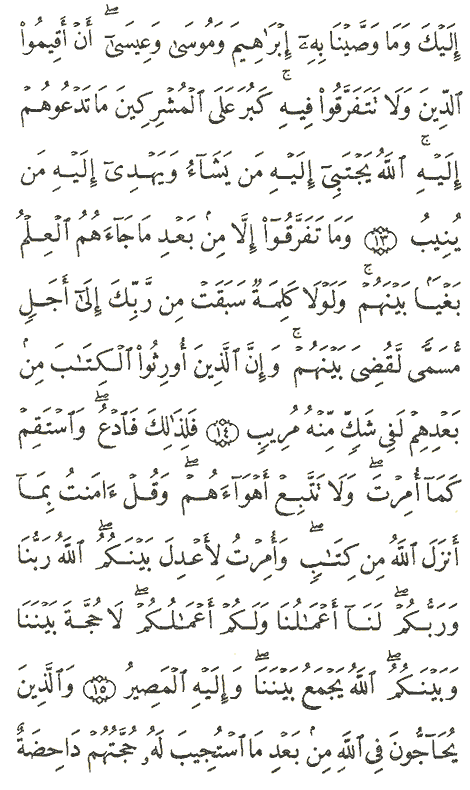 إِلَيۡكَ وَمَا وَصَّيۡنَا بِهِۦٓ إِبۡرَٰهِيمَ وَمُوسَىٰ وَعِيسَىٰٓۖ أَنۡ أَقِيمُواْ
ٱلدِّينَ وَلَا تَتَفَرَّقُواْ فِيهِۚ كَبُرَ عَلَى ٱلۡمُشۡرِكِينَ مَا تَدۡعُوهُمۡ
إِلَيۡهِۚ ٱللَّهُ يَجۡتَبِيٓ إِلَيۡهِ مَن يَشَآءُ وَيَهۡدِيٓ إِلَيۡهِ مَن
يُنِيبُ ١٣ وَمَا تَفَرَّقُوٓاْ إِلَّا مِنۢ بَعۡدِ مَا جَآءَهُمُ ٱلۡعِلۡمُ
بَغۡيَۢا بَيۡنَهُمۡۚ وَلَوۡلَا كَلِمَةٞ سَبَقَتۡ مِن رَّبِّكَ إِلَىٰٓ أَجَلٖ
مُّسَمّٗى لَّقُضِيَ بَيۡنَهُمۡۚ وَإِنَّ ٱلَّذِينَ أُورِثُواْ ٱلۡكِتَٰبَ مِنۢ
بَعۡدِهِمۡ لَفِي شَكّٖ مِّنۡهُ مُرِيبٖ ١٤ فَلِذَٰلِكَ فَٱدۡعُۖ وَٱسۡتَقِمۡ
كَمَآ أُمِرۡتَۖ وَلَا تَتَّبِعۡ أَهۡوَآءَهُمۡۖ وَقُلۡ ءَامَنتُ بِمَآ
أَنزَلَ ٱللَّهُ مِن كِتَٰبٖۖ وَأُمِرۡتُ لِأَعۡدِلَ بَيۡنَكُمُۖ ٱللَّهُ رَبُّنَا
وَرَبُّكُمۡۖ لَنَآ أَعۡمَٰلُنَا وَلَكُمۡ أَعۡمَٰلُكُمۡۖ لَا حُجَّةَ بَيۡنَنَا
وَبَيۡنَكُمُۖ ٱللَّهُ يَجۡمَعُ بَيۡنَنَاۖ وَإِلَيۡهِ ٱلۡمَصِيرُ ١٥ وَٱلَّذِينَ
يُحَآجُّونَ فِي ٱللَّهِ مِنۢ بَعۡدِ مَا ٱسۡتُجِيبَ لَهُۥ حُجَّتُهُمۡ دَاحِضَةٌ